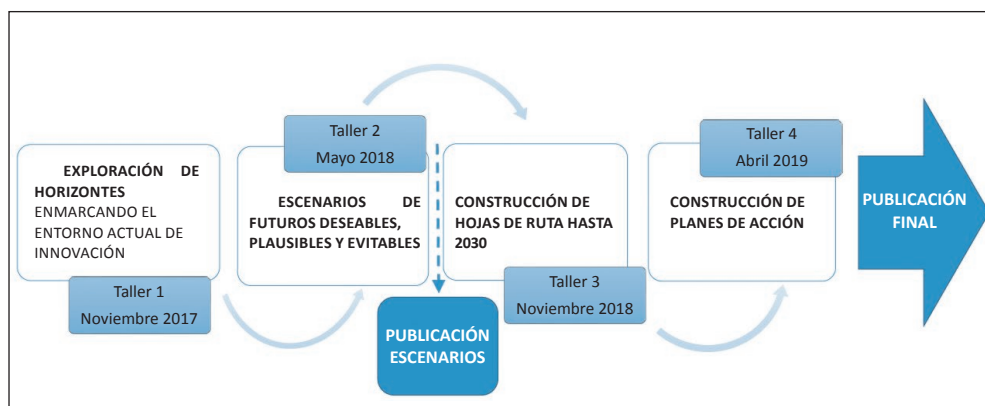 EXPLORACIÓN DE
HORIZONTES
ENMARCANDO EL
ENTORNO ACTUAL DE
INNOVACIÓN
Taller 1
Noviembre 2017
Taller 2
Mayo 2018
ESCENARIOS DE
FUTUROS DESEABLES,
PLAUSIBLES Y EVITABLES
PUBLICACIÓN
ESCENARIOS
CONSTRUCCIÓN DE
HOJAS DE RUTA HASTA
2030
Taller 3
Noviembre 2018
Taller 4
Abril 2019
CONSTRUCCIÓN DE
PLANES DE ACCIÓN
PUBLICACIÓN
FINAL